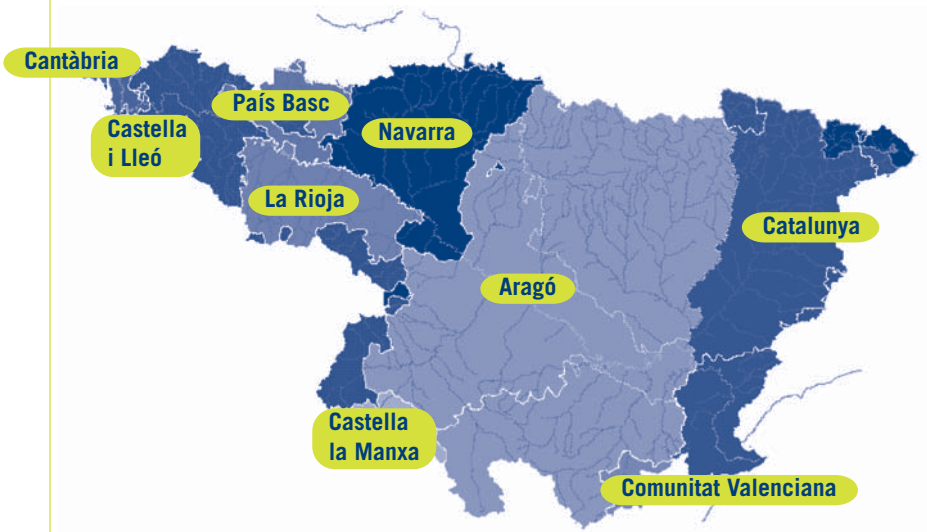 Cantàbria
País Basc
Castella
i Lleó
Navarra
La Rioja
Catalunya
Aragó
Castella
la Manxa
Comunitat Valenciana